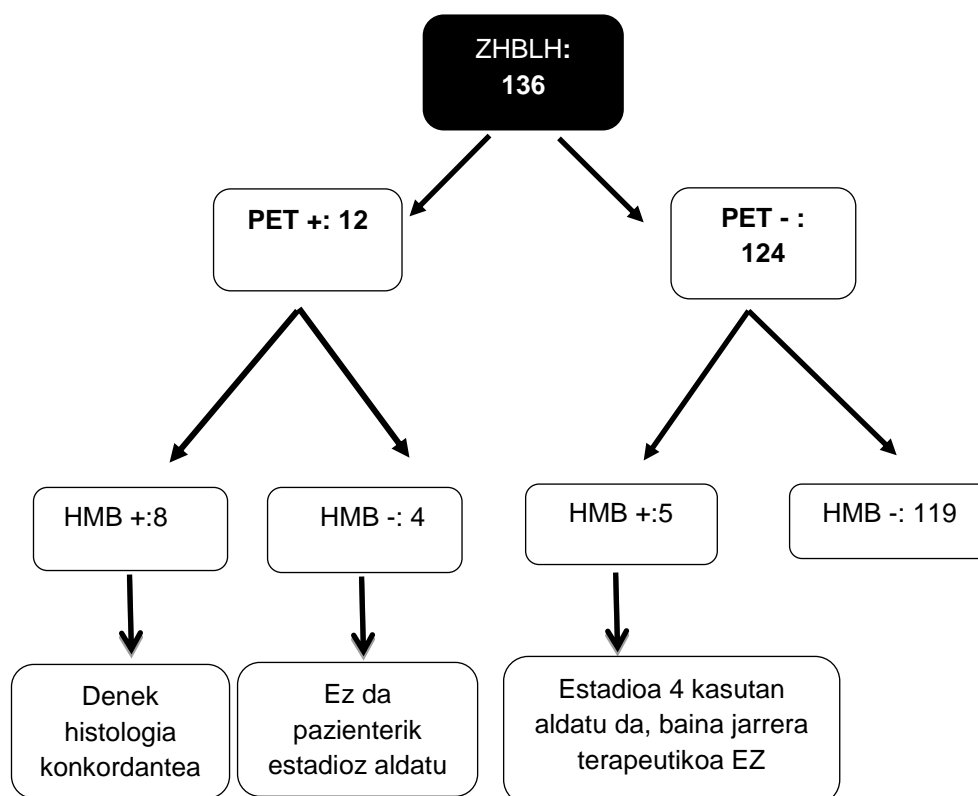 ZHBLH:
136
PET +: 12
PET - :
124
HMB +:8
HMB -: 4
HMB +:5
HMB -: 119
Denek
histologia
konkordantea
Ez da
pazienterik
estadioz aldatu
Estadioa 4 kasutan
aldatu da, baina jarrera
terapeutikoa EZ